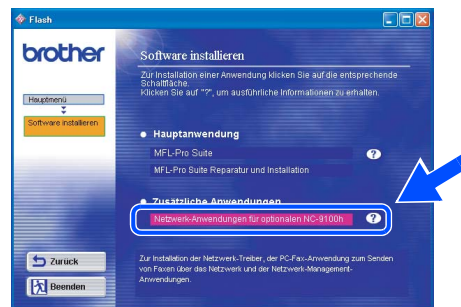 Flash
brother
Software installieren
Zur Installation einer Anwendung klicken Sie auf die entsprechende
Schaltfläche.
Klicken Sie auf "?", um ausführliche Informationen zu erhalten.
Hauptmenü
Software installieren
Hauptanwendung
MFL-Pro Suite
?
MFL-Pro Suite Reparatur und Installation
Zusätzliche Anwendungen
Netzwerk-Anwendungen für optionalen NC-9100h
?
Zur Installation der Netzwerk-Treiber, der PC-Fax-Anwendung zum Senden
von Faxen über das Netzwerk und der Netzwerk-Management-
Anwendungen.
Zurück
Beenden